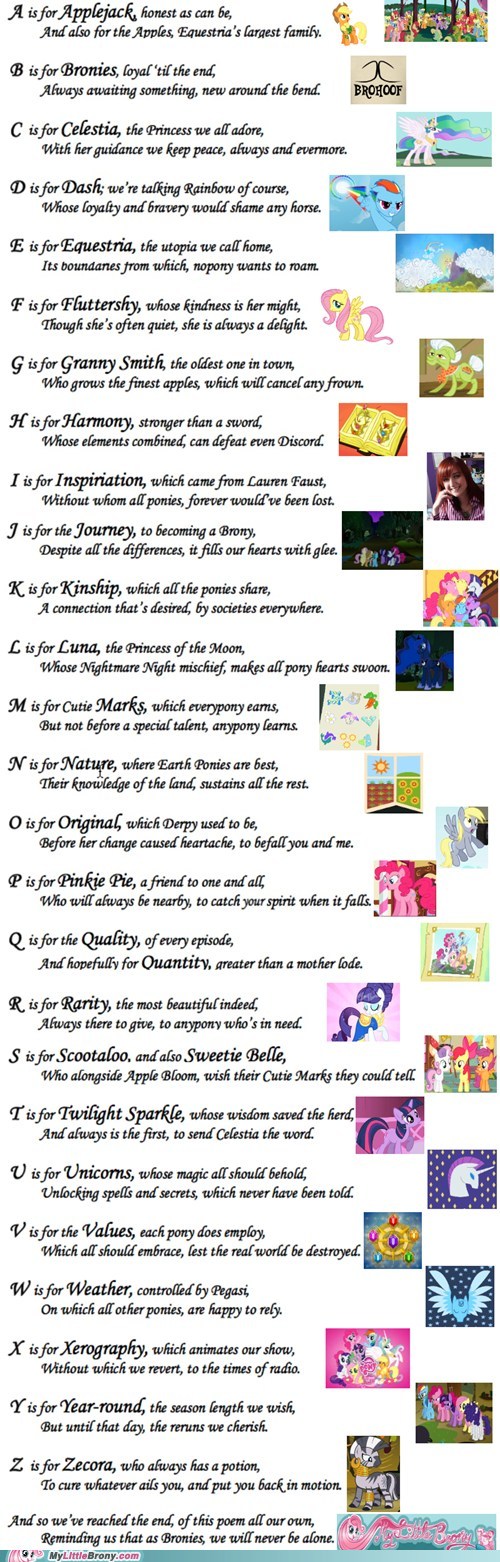 A is for Applejack, honest as can be,
And also for the Apples, Equestria's largest family.
B is for Bronies, loyal 'til the end,
Always awaiting something, new around the bend.
BROHOOF
C is for Celestia, the Princess we all adore,
With her guidance we keep peace, always and evermore.
D is for Dash; we're talking Rainbow of course,
Whose loyalty and bravery would shame any horse.
E is for Equestria, the utopia we call home,
Its boundaries from which, nopony wants to roam.
F is for Fluttershy, whose kindness is her might,
Though she's often quiet, she is always a delight.
G is for Granny Smith, the oldest one in town,
Who grows the finest apples, which will cancel any frown.
H is for Harmony, stronger than a sword,
Whose elements combined, can defeat even Discord.
I is for Inspiriation, which came from Lauren Faust,
Without whom all ponies, forever would've been lost.
J is for the Journey, to becoming a Brony,
Despite all the differences, it fills our hearts with glee.
K is for Kinship, which all the ponies share,
A connection that's desired, by societies everywhere.
L is for Luna, the Princess of the Moon,
Whose Nightmare Night mischief, makes all pony hearts swoon.
M is for Cutie Marks, which everypony earns,
But not before a special talent, anypony learns.
N is for Nature, where Earth Ponies are best,
Their knowledge of the land, sustains all the rest.
O is for Original, which Derpy used to be,
Before her change caused heartache, to befall you and me.
P is for Pinkie Pie, a friend to one and all,
Who will always be nearby, to catch your spirit when it falls.
Q is for the Quality, of every episode,
And hopefully for Quantity, greater than a mother lode.
R is for Rarity, the most beautiful indeed,
Always there to give, to anypony who's in need.
S is for Scootaloo. and also Sweetie Belle,
Who alongside Apple Bloom, wish their Cutie Marks they could tell.
T is for Twilight Sparkle, whose wisdom saved the herd,
And always is the first, to send Celestia the word.
U is for Unicorns, whose magic all should behold,
Unlocking spells and secrets, which never have been told.
V is for the Values, each pony does employ,
Which all should embrace, lest the real world be destroyed.
W is for Weather, controlled by Pegasi,
On which all other ponies, are happy to rely.
X is for Xerography, which animates our show,
Without which we revert, to the times of radio.
Y is for Year-round, the season length we wish,
But until that day, the reruns we cherish.
Z is for Zecora, who always has a potion,
To cure whatever ails you, and put you back in motion.
And so we've reached the end, of this poem all our own,
Reminding us that as Bronies, we will never be alone.
My Little Brony
MyLittleBrony.com